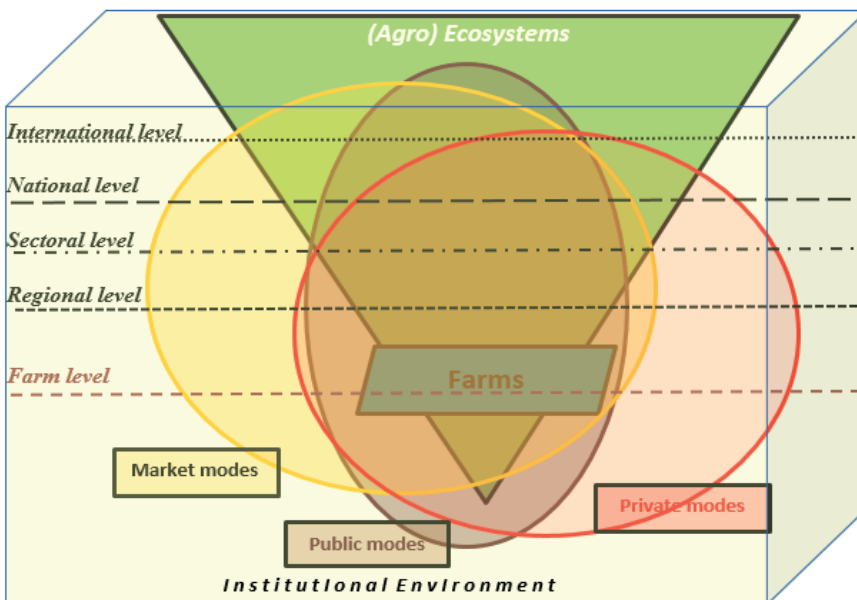 (Agro) Ecosystems
International level
National level
Sectoral level
Regional level
Farm level
Farms
Market modes
Private modes
Public modes
Institutional Environment